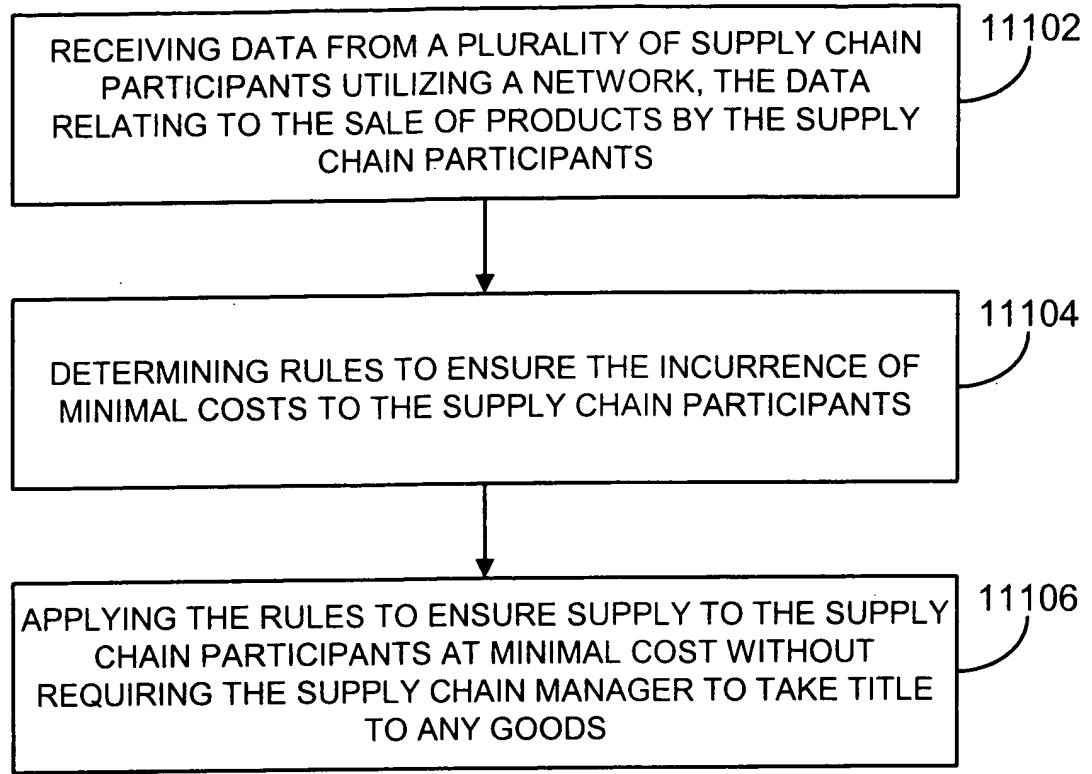 RECEIVING DATA FROM A PLURALITY OF SUPPLY CHAIN
PARTICIPANTS UTILIZING A NETWORK, THE DATA
RELATING TO THE SALE OF PRODUCTS BY THE SUPPLY
CHAIN PARTICIPANTS
11102
DETERMINING RULES TO ENSURE THE INCURRENCE OF
MINIMAL COSTS TO THE SUPPLY CHAIN PARTICIPANTS
11104
APPLYING THE RULES TO ENSURE SUPPLY TO THE SUPPLY
CHAIN PARTICIPANTS AT MINIMAL COST WITHOUT
REQUIRING THE SUPPLY CHAIN MANAGER TO TAKE TITLE
TO ANY GOODS
11106